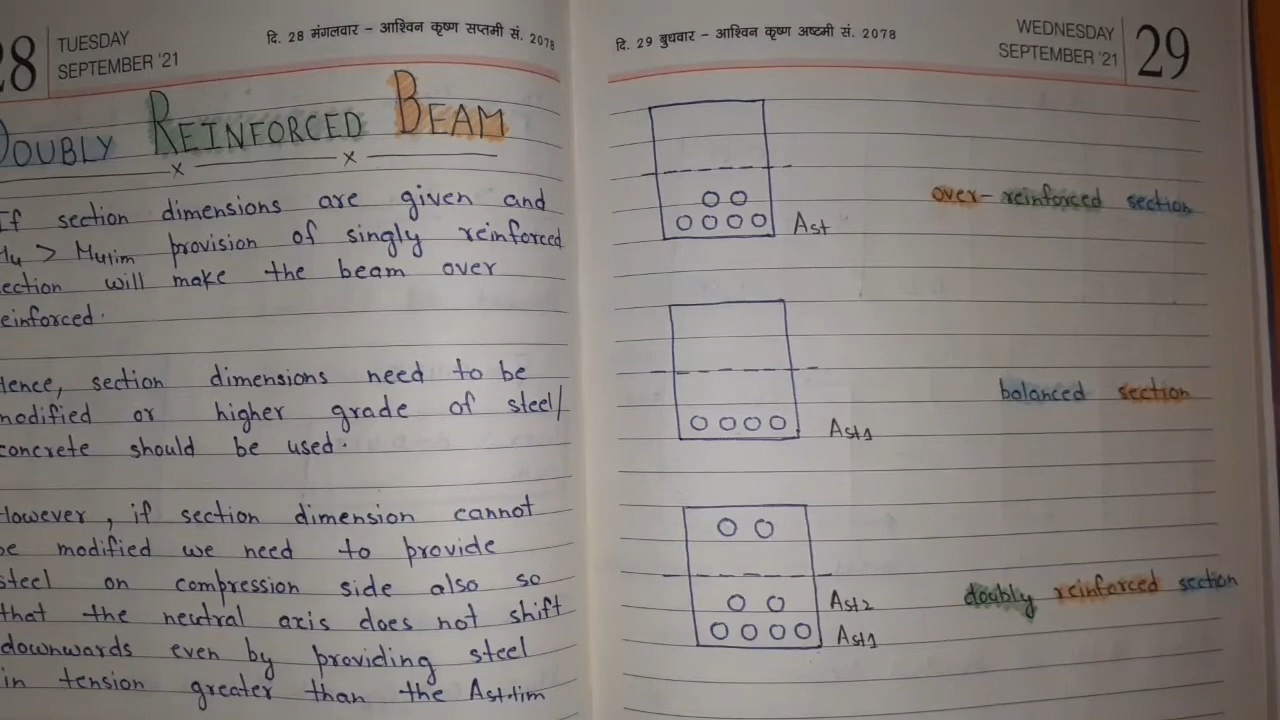 28
TUESDAY
SEPTEMBER '21
दि. 28 मंगलवार – आश्विन कृष्ण सप्तमी सं. 2078
DOUBLY REINFORCED BEAM
If section dimensions are given and
Mu > Mulim provision of singly reinforced
section will make the beam over
reinforced.
Hence, section dimensions need to be
modified or higher grade of steel/
concrete should be used.
However, if section dimension cannot
be modified we need to provide
steel on compression side also so
that the neutral axis does not shift
downwards even by providing steel
in tension greater than the Ast.lim
दि. 29 बुधवार – आश्विन कृष्ण अष्टमी सं. 2078
WEDNESDAY
SEPTEMBER '21
29
over-reinforced section
Ast
balanced section
Ast1
doubly reinforced section
Ast2
Ast1